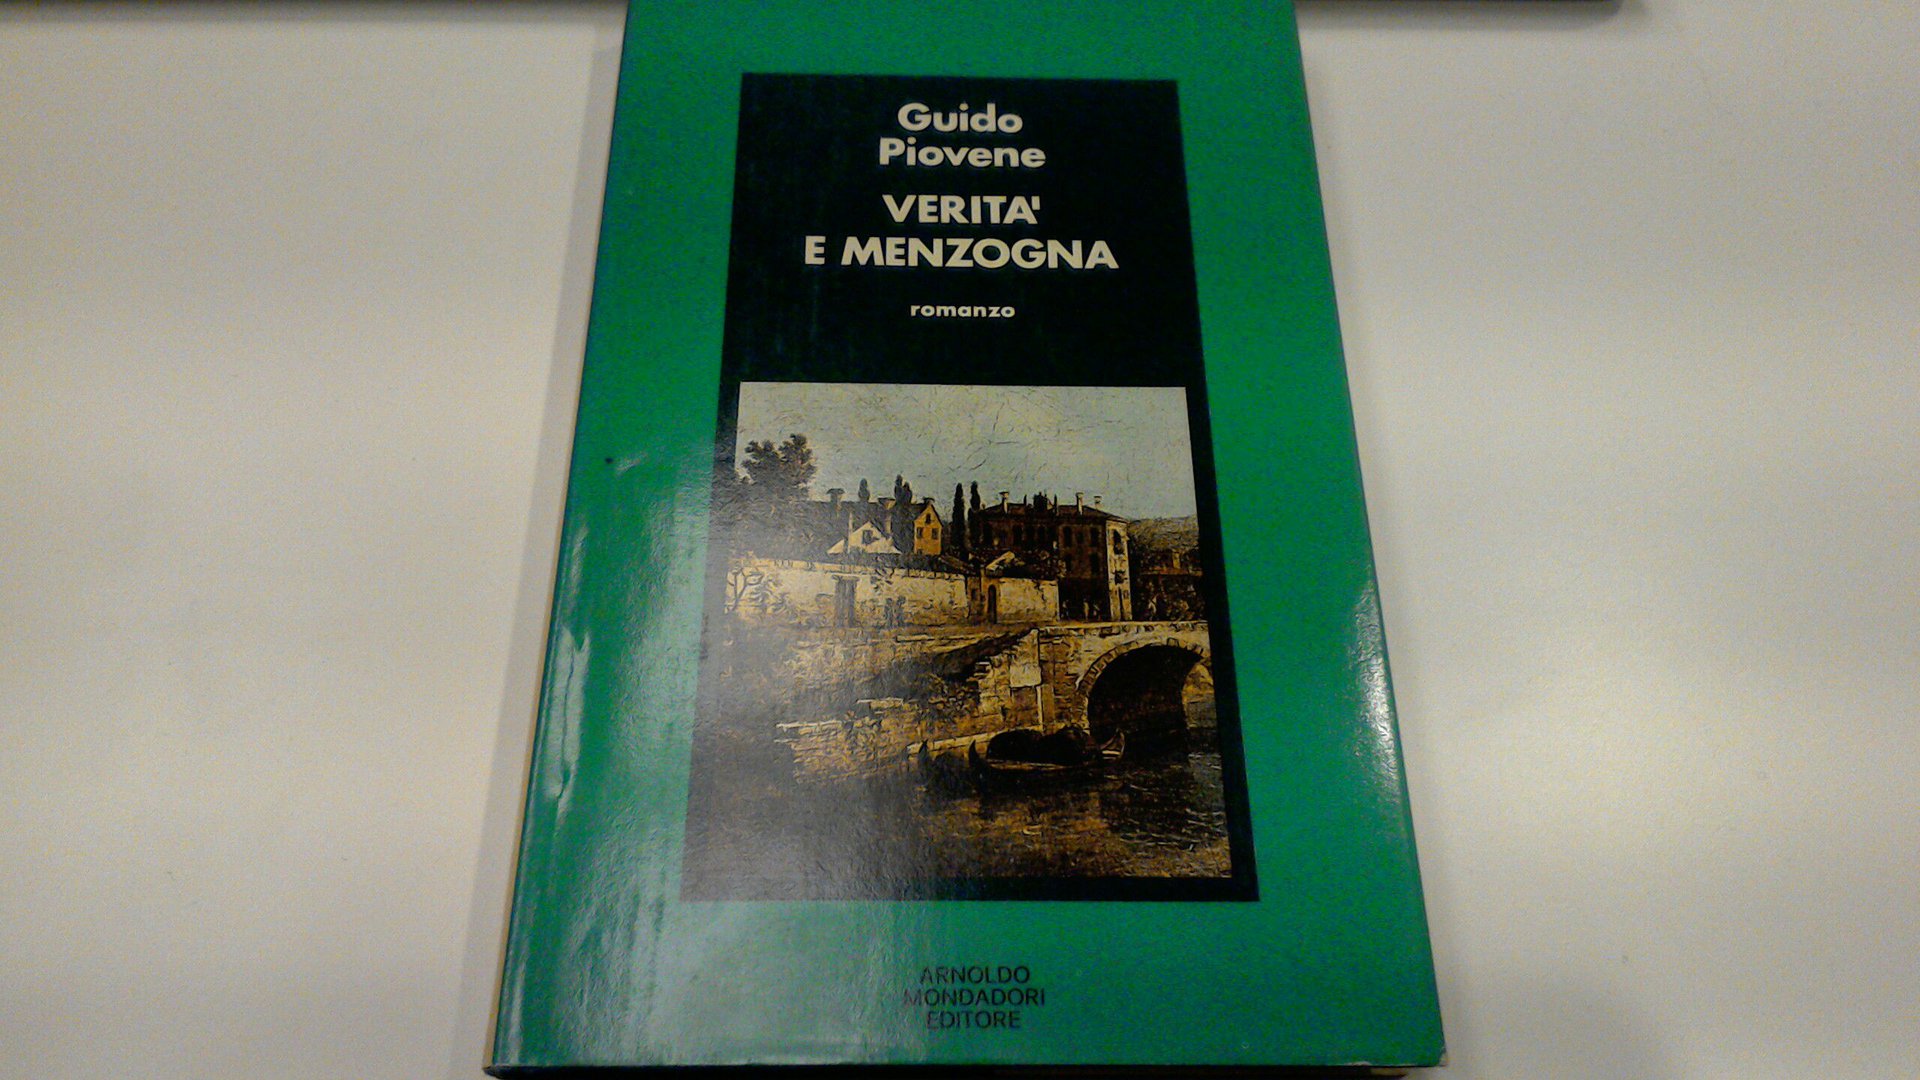 Guido
Piovene
VERITA'
E MENZOGNA
romanzo
ARNOLDO
MONDADORI
EDITORE